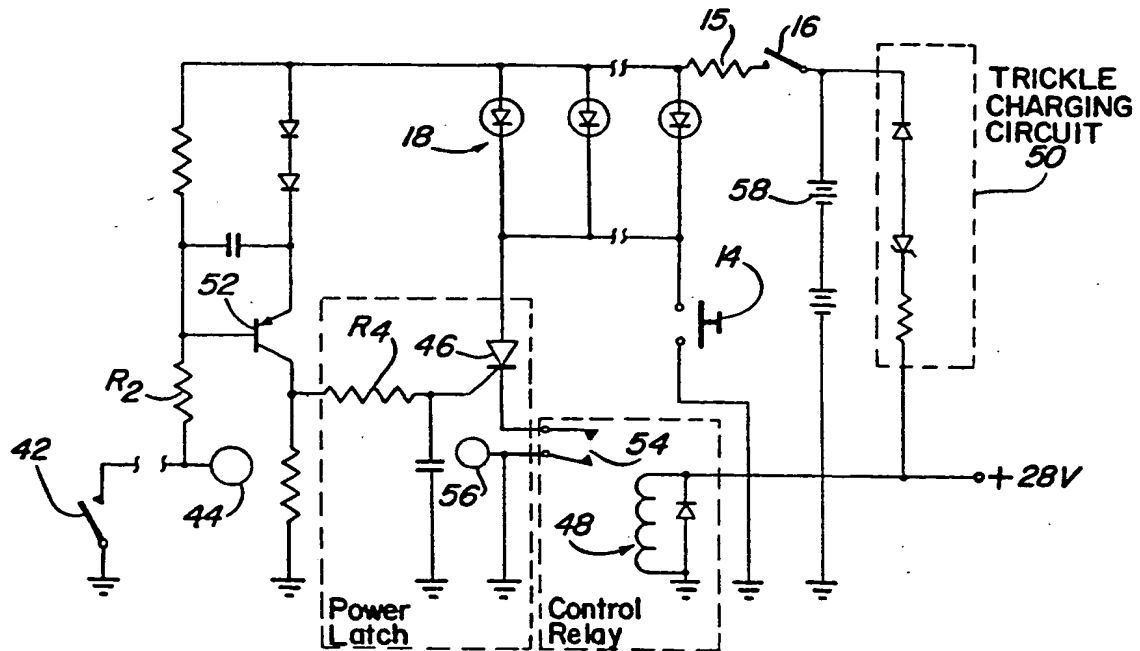 15
16
TRICKLE
CHARGING
CIRCUIT
50
18
58
14
52
R4
46
R2
54
42
44
56
+28V
48
Power
Latch
Control
Relay